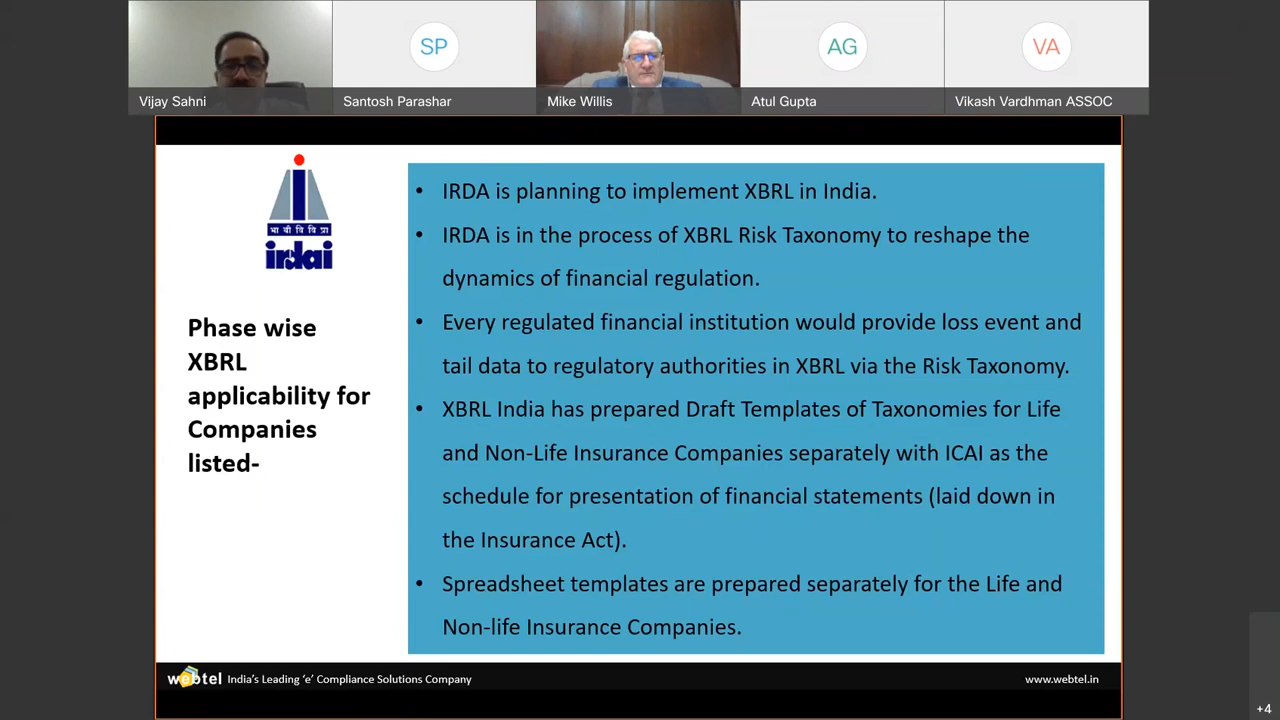 SP
AG
VA
Vijay Sahni
Santosh Parashar
Mike Willis
Atul Gupta
Vikash Vardhman ASSOC
भा बी वि वि प्रा
irdai
Phase wise
XBRL
applicability for
Companies
listed-
• IRDA is planning to implement XBRL in India.
• IRDA is in the process of XBRL Risk Taxonomy to reshape the
dynamics of financial regulation.
• Every regulated financial institution would provide loss event and
tail data to regulatory authorities in XBRL via the Risk Taxonomy.
• XBRL India has prepared Draft Templates of Taxonomies for Life
and Non-Life Insurance Companies separately with ICAI as the
schedule for presentation of financial statements (laid down in
the Insurance Act).
• Spreadsheet templates are prepared separately for the Life and
Non-life Insurance Companies.
webtel India's Leading 'e' Compliance Solutions Company
www.webtel.in
+4